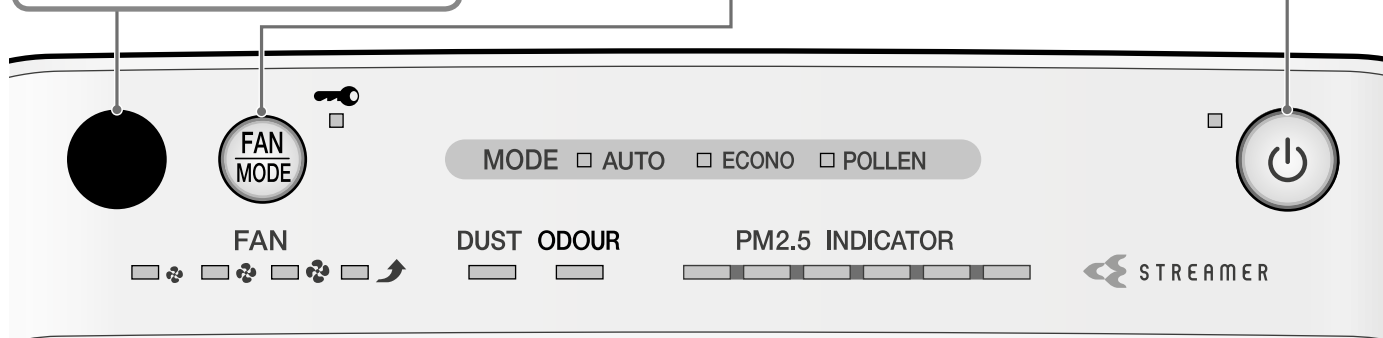 FAN
MODE
MODE AUTO ECONO POLLEN
FAN DUST ODOUR PM2.5 INDICATOR
STREAMER